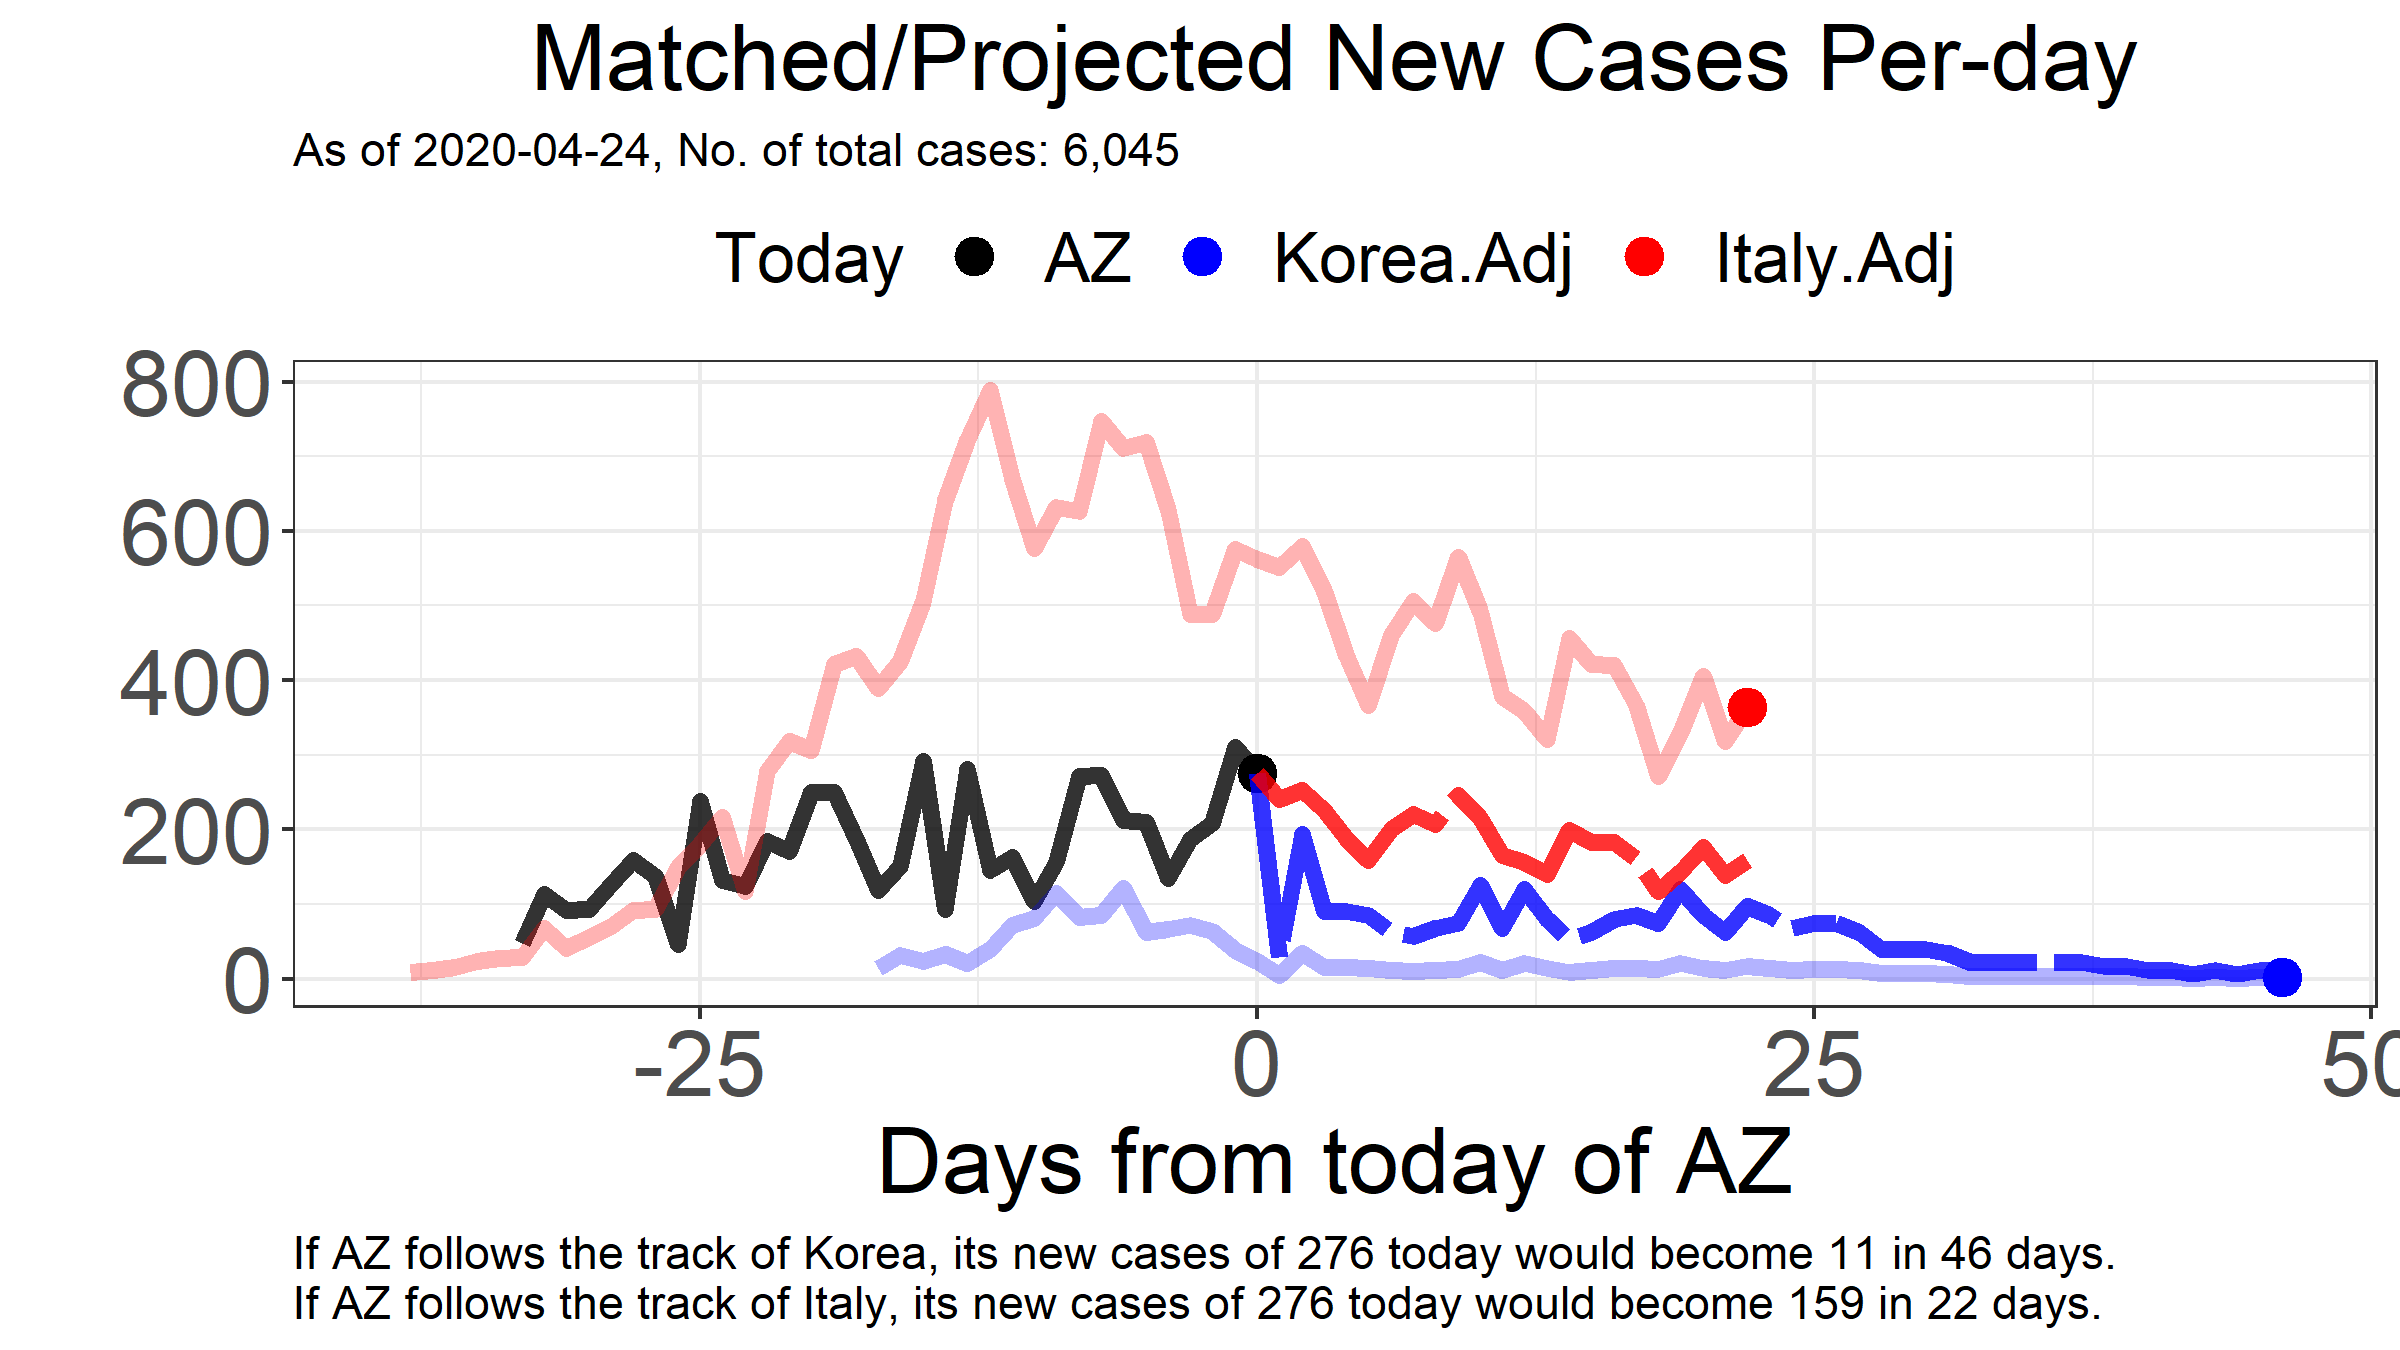 Matched/Projected New Cases Per-day
As of 2020-04-24, No. of total cases: 6,045
Today AZ Korea.Adj Italy.Adj
800
600
400
200
0
-25 0 25 50
Days from today of AZ
If AZ follows the track of Korea, its new cases of 276 today would become 11 in 46 days.
If AZ follows the track of Italy, its new cases of 276 today would become 159 in 22 days.